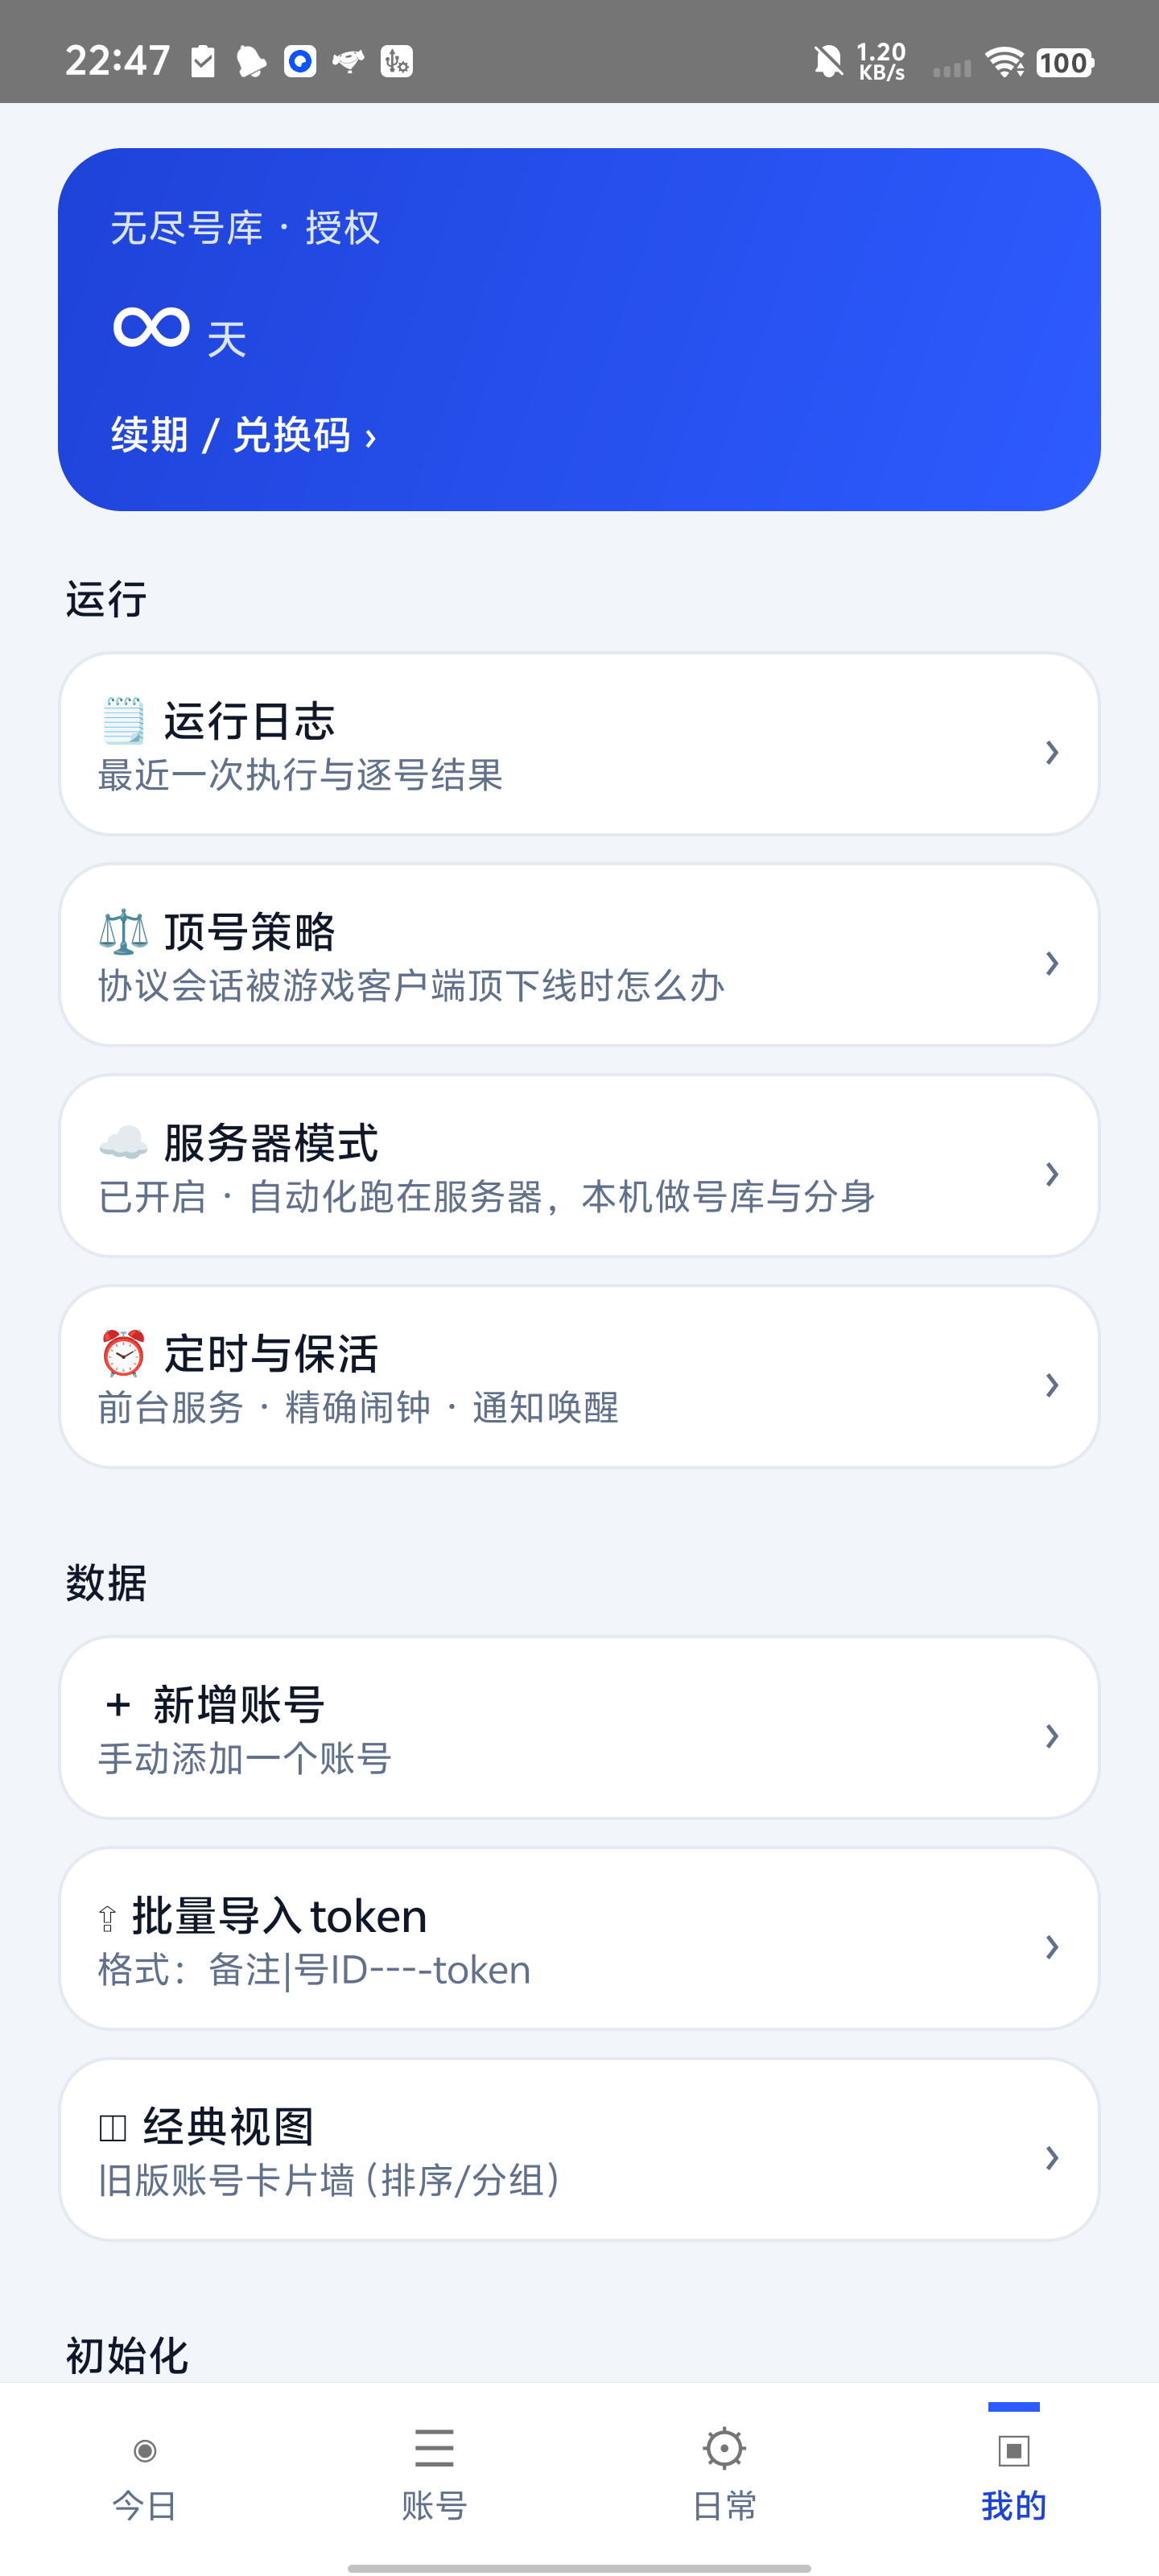 22:47
1.20
KB/s
100
无尽号库 · 授权
∞ 天
续期 / 兑换码 ›
运行
运行日志
最近一次执行与逐号结果
顶号策略
协议会话被游戏客户端顶下线时怎么办
服务器模式
已开启 · 自动化跑在服务器，本机做号库与分身
定时与保活
前台服务 · 精确闹钟 · 通知唤醒
数据
+ 新增账号
手动添加一个账号
⇪ 批量导入token
格式：备注|号ID----token
◫ 经典视图
旧版账号卡片墙（排序/分组）
初始化
今日
账号
日常
我的